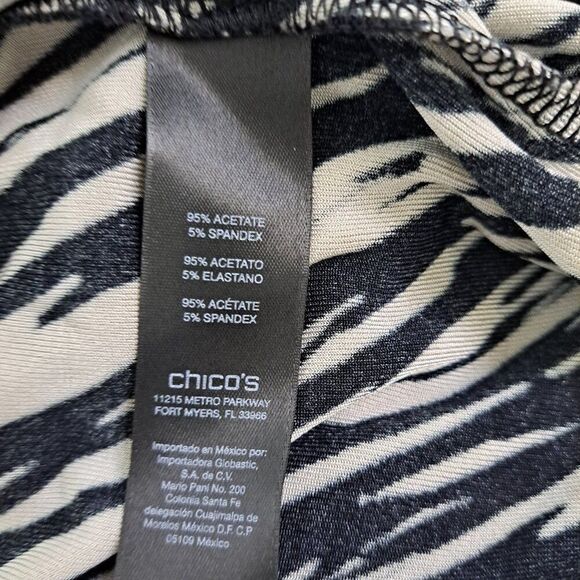 95% ACETATE
5% SPANDEX
95% ACETATO
5% ELASTANO
95% ACÉTATE
5% SPANDEX
chico's
11215 METRO PARKWAY
FORT MYERS, FL 33966
Importado en México por:
Importadora Globastic,
S.A. de C.V.
Mario Pani No. 200
Colonia Santa Fe
delegación Cuajimalpa de
Morelos México D.F. C.P
05109 México